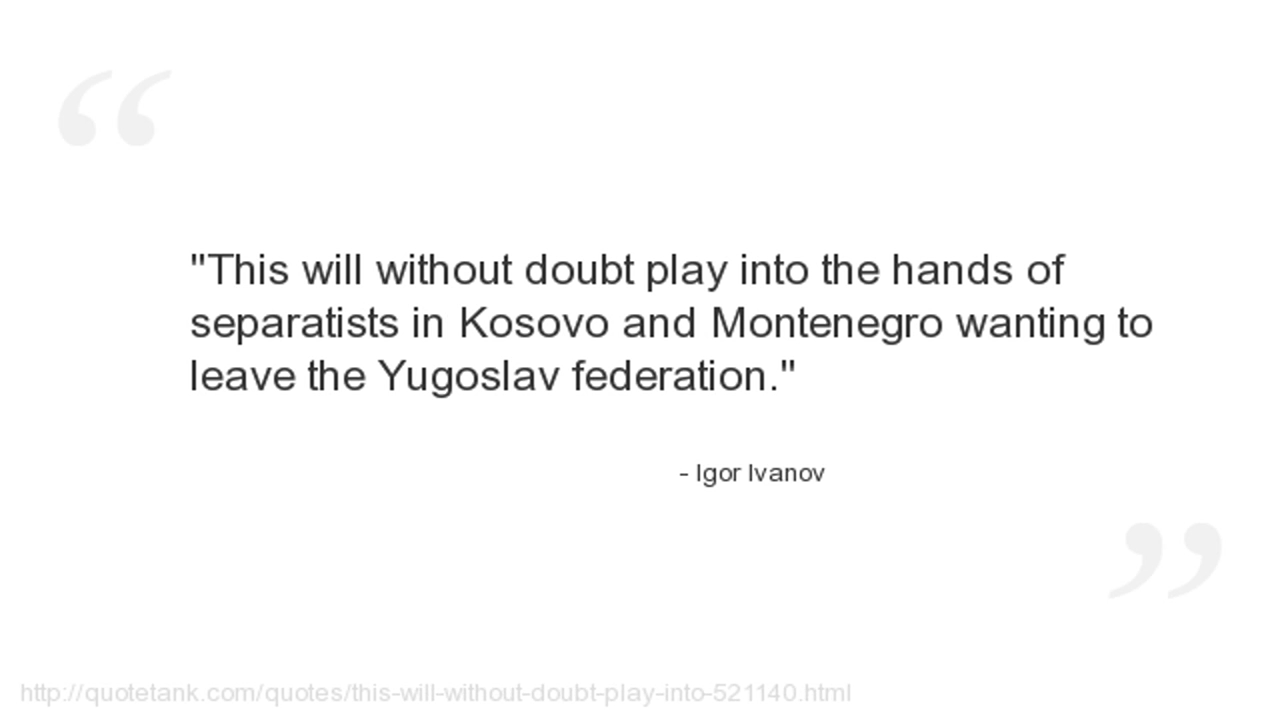 "This will without doubt play into the hands of
separatists in Kosovo and Montenegro wanting to
leave the Yugoslav federation."
- Igor Ivanov
http://quotetank.com/quotes/this-will-without-doubt-play-into-521140.html